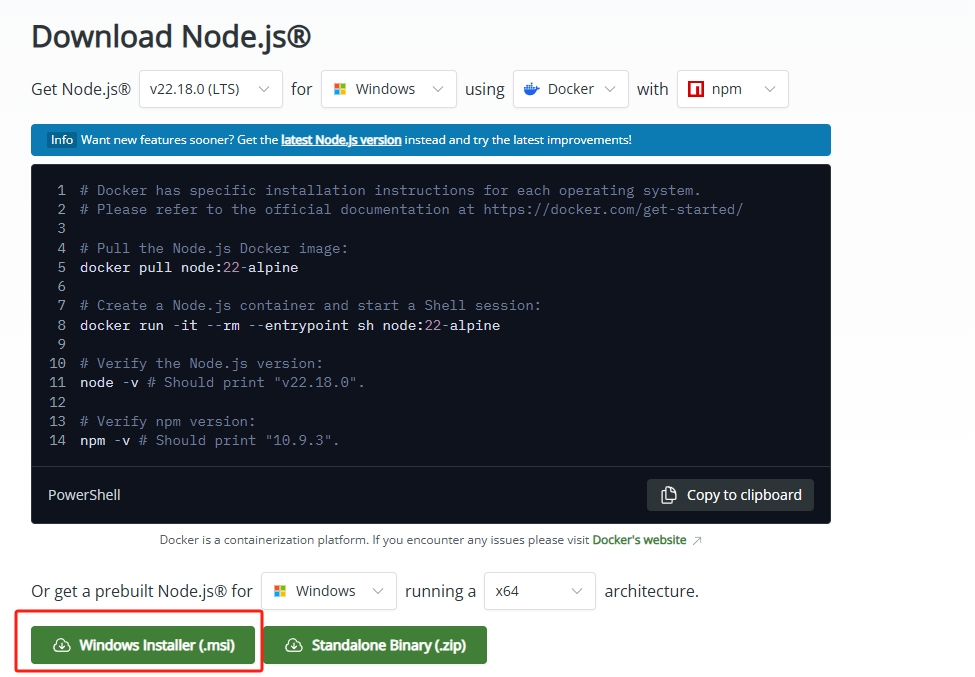 Download Node.js®
Get Node.js® v22.18.0 (LTS) for Windows using Docker with npm
Info Want new features sooner? Get the latest Node.js version instead and try the latest improvements!
1 # Docker has specific installation instructions for each operating system.
2 # Please refer to the official documentation at https://docker.com/get-started/
3
4 # Pull the Node.js Docker image:
5 docker pull node:22-alpine
6
7 # Create a Node.js container and start a Shell session:
8 docker run -it --rm --entrypoint sh node:22-alpine
9
10 # Verify the Node.js version:
11 node -v # Should print "v22.18.0".
12
13 # Verify npm version:
14 npm -v # Should print "10.9.3".
PowerShell Copy to clipboard
Docker is a containerization platform. If you encounter any issues please visit Docker's website
Or get a prebuilt Node.js® for Windows running a x64 architecture.
Windows Installer (.msi) Standalone Binary (.zip)